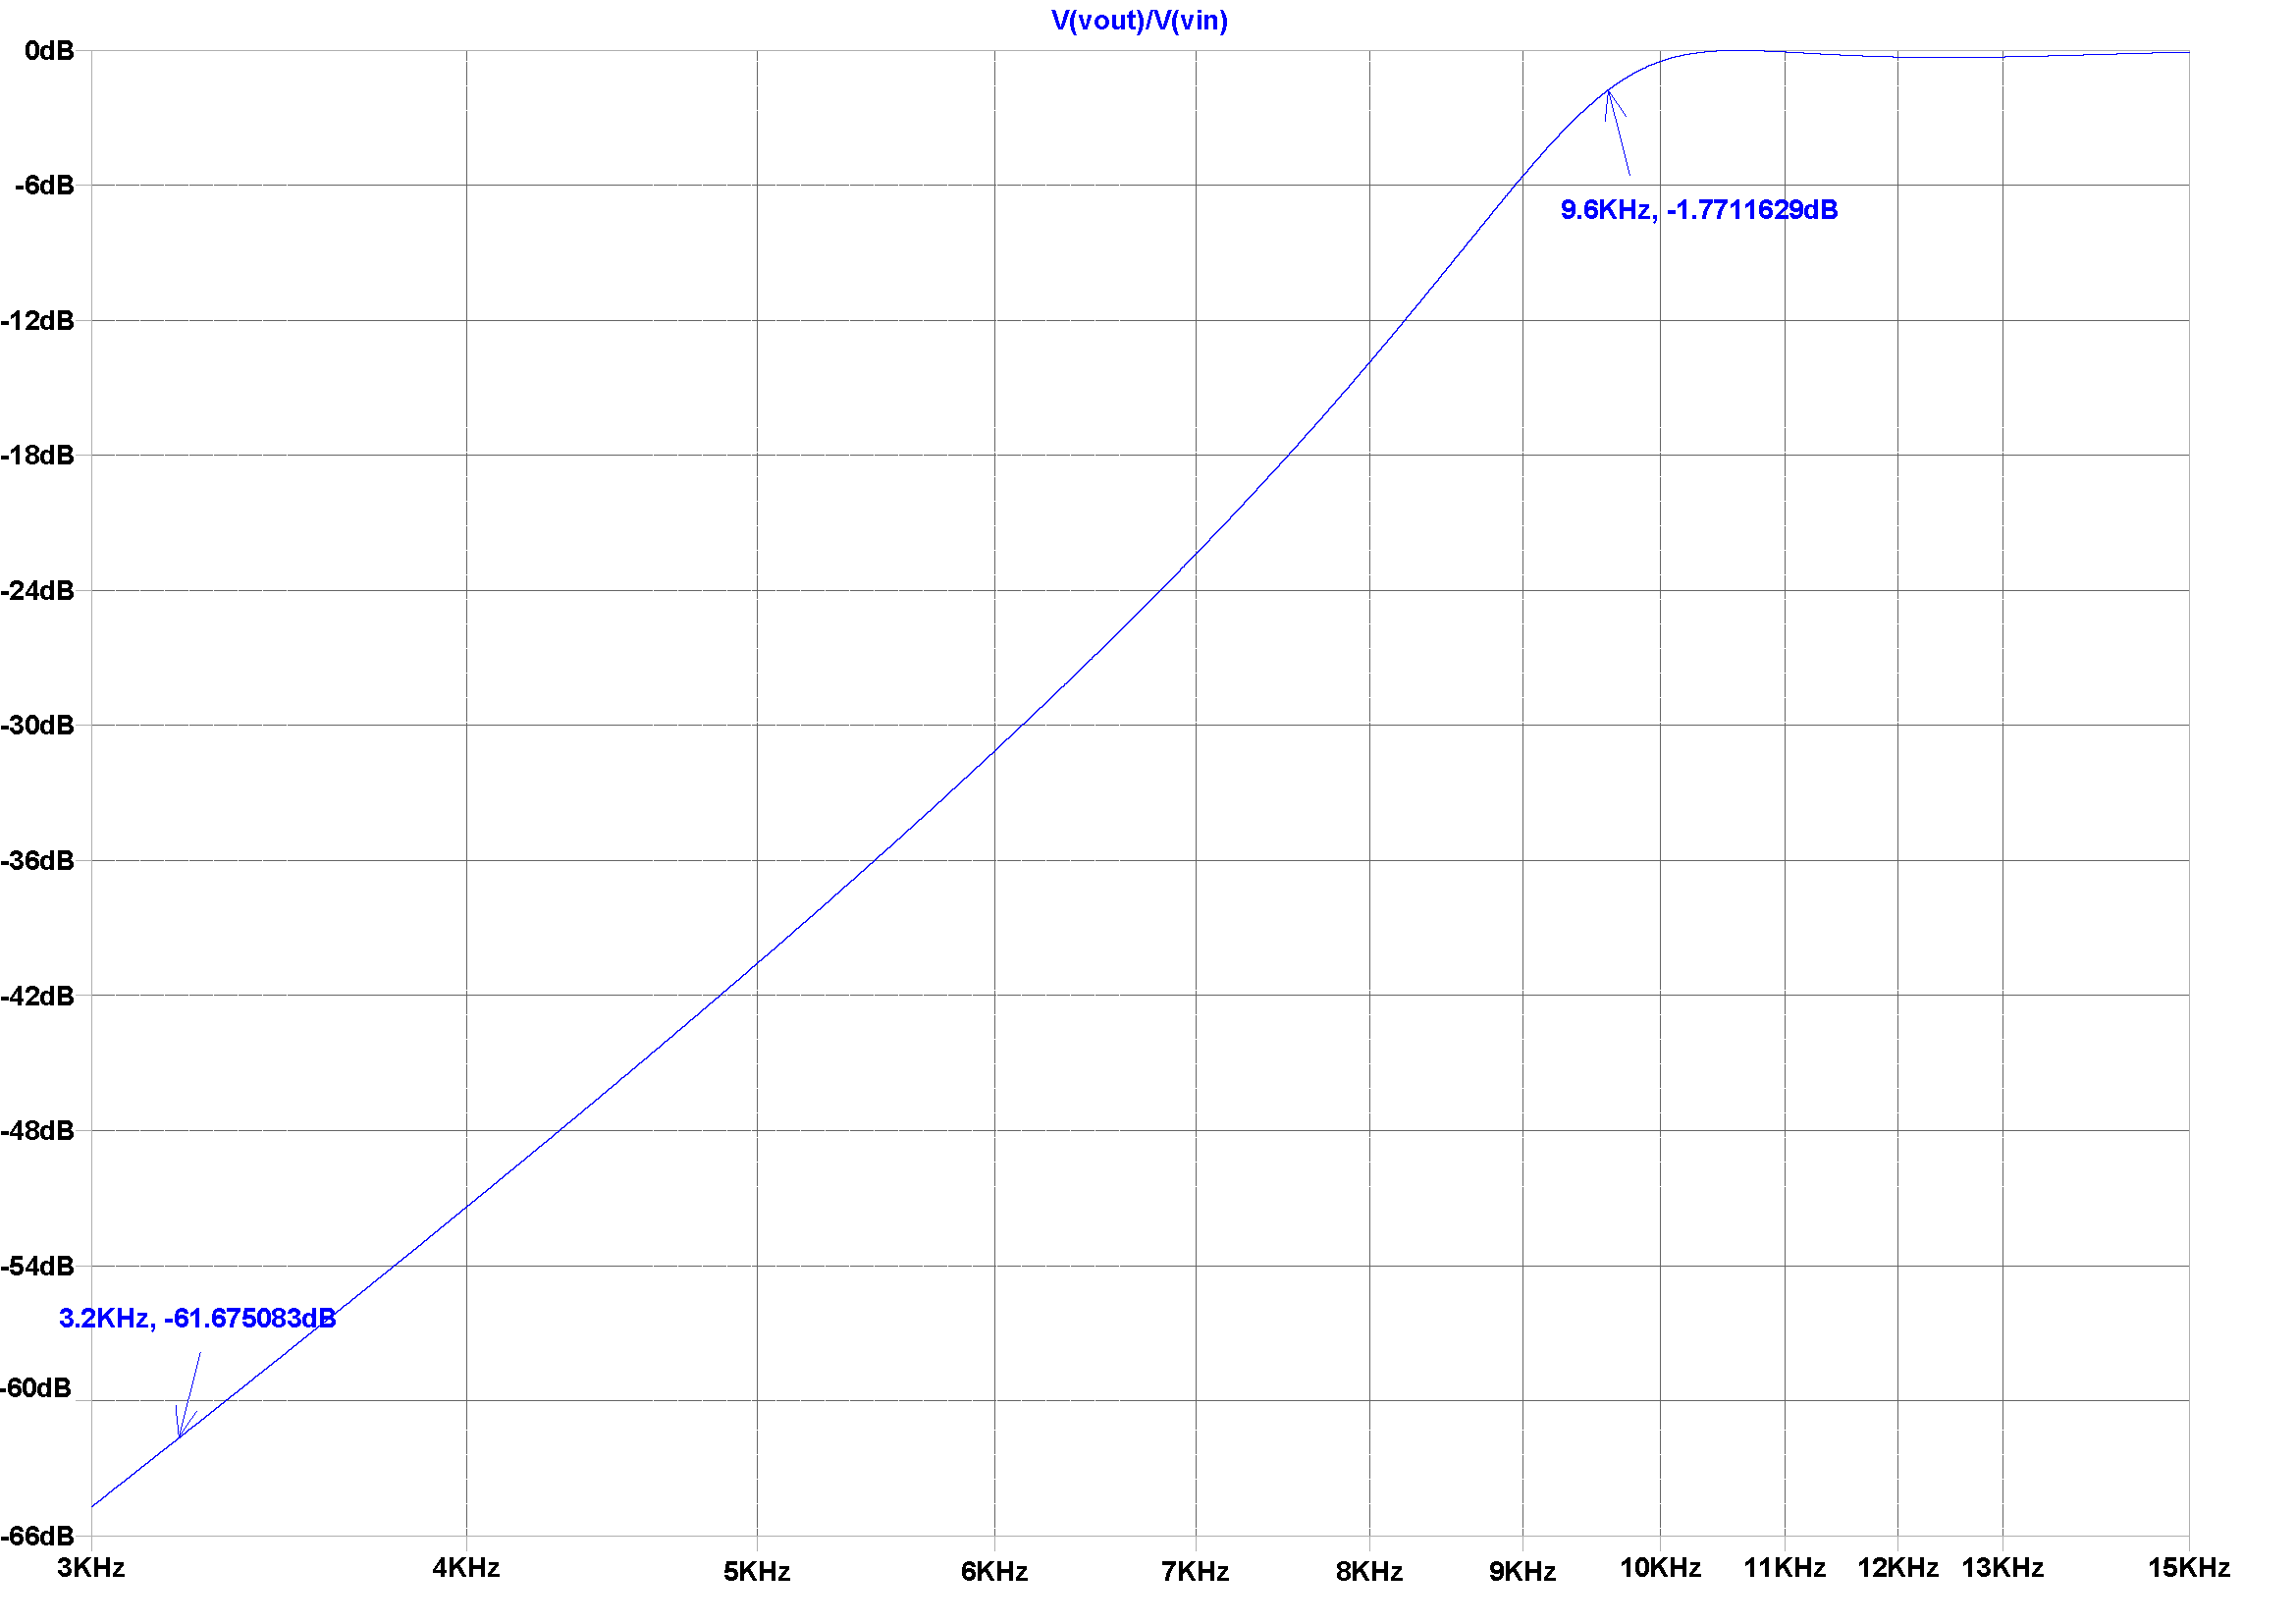 V(vout)/V(vin)
0dB
-6dB
9.6KHz, -1.7711629dB
-12dB
-18dB
-24dB
-30dB
-36dB
-42dB
-48dB
-54dB
3.2KHz, -61.675083dB
-60dB
-66dB
3KHz 4KHz 5KHz 6KHz 7KHz 8KHz 9KHz 10KHz 11KHz 12KHz 13KHz 15KHz